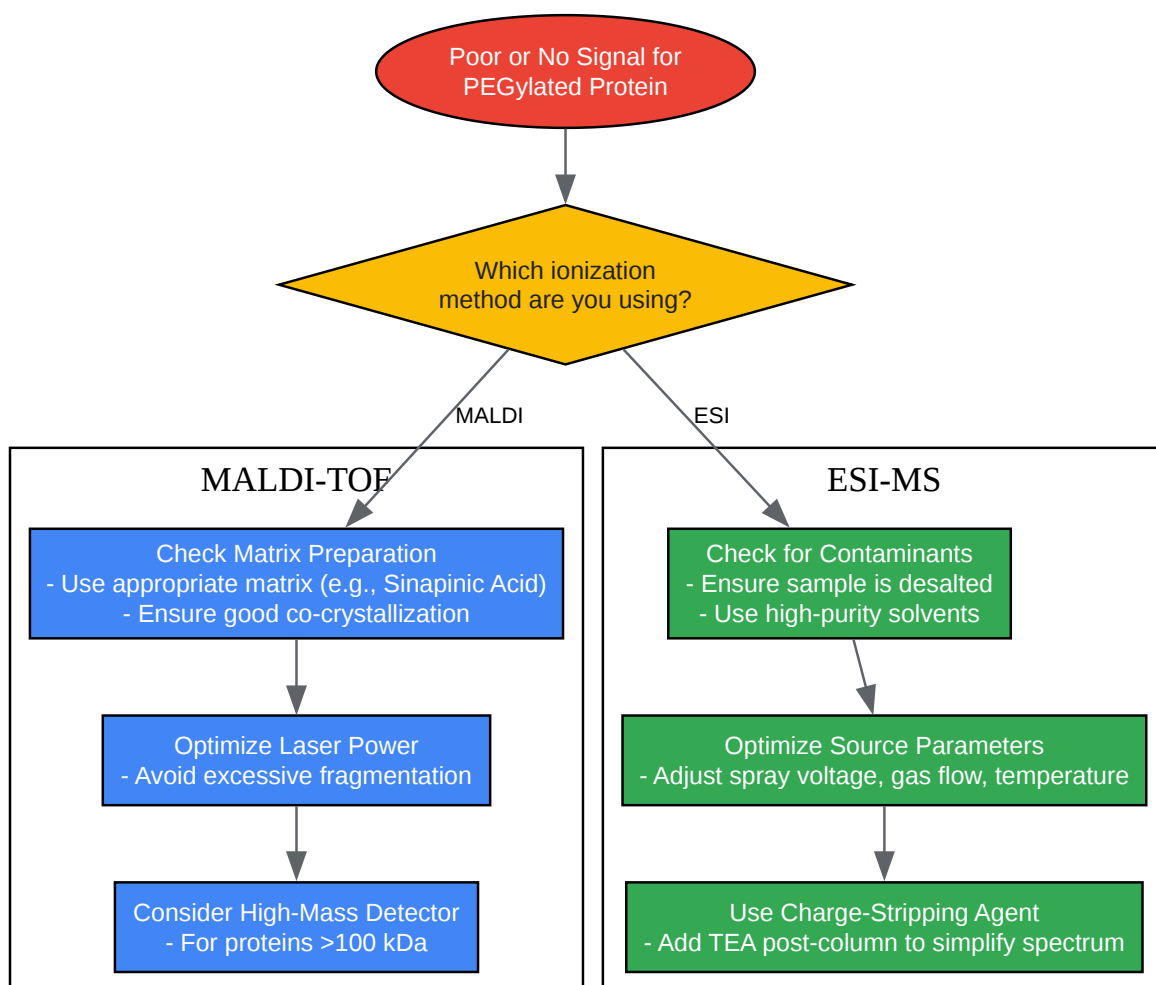 Poor or No Signal for
PEGylated Protein
Which ionization
method are you using?
MALDI
ESI
MALDI-TOF
Check Matrix Preparation
- Use appropriate matrix (e.g., Sinapinic Acid)
- Ensure good co-crystallization
Optimize Laser Power
- Avoid excessive fragmentation
Consider High-Mass Detector
- For proteins >100 kDa
ESI-MS
Check for Contaminants
- Ensure sample is desalted
- Use high-purity solvents
Optimize Source Parameters
- Adjust spray voltage, gas flow, temperature
Use Charge-Stripping Agent
- Add TEA post-column to simplify spectrum